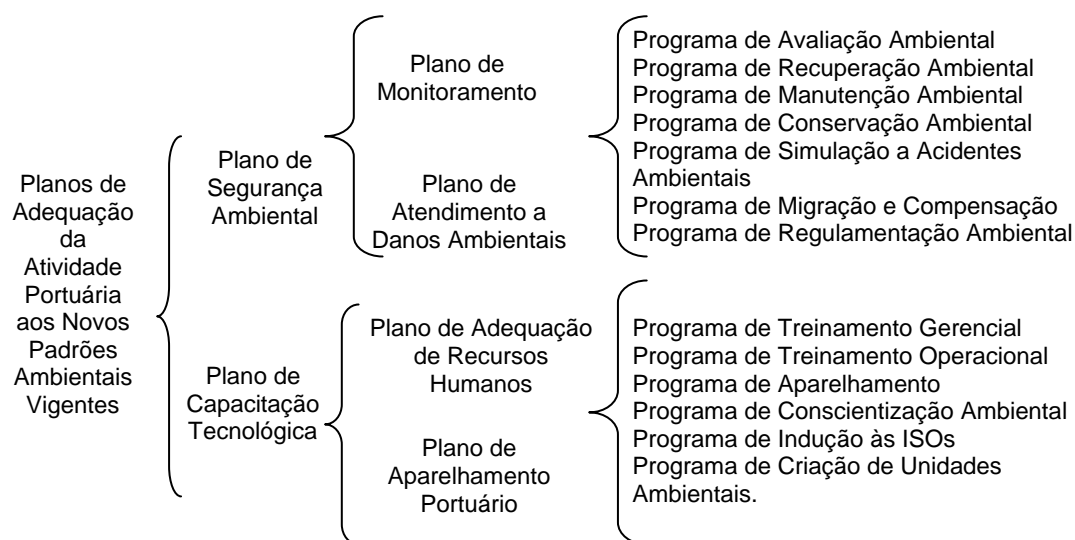 Planos de
Adequação
da
Atividade
Portuária
aos Novos
Padrões
Ambientais
Vigentes
Plano de
Segurança
Ambiental
Plano de
Monitoramento
Plano de
Atendimento a
Danos Ambientais
Programa de Avaliação Ambiental
Programa de Recuperação Ambiental
Programa de Manutenção Ambiental
Programa de Conservação Ambiental
Programa de Simulação a Acidentes
Ambientais
Programa de Migração e Compensação
Programa de Regulamentação Ambiental
Plano de
Capacitação
Tecnológica
Plano de Adequação
de Recursos
Humanos
Plano de
Aparelhamento
Portuário
Programa de Treinamento Gerencial
Programa de Treinamento Operacional
Programa de Aparelhamento
Programa de Conscientização Ambiental
Programa de Indução às ISOs
Programa de Criação de Unidades
Ambientais.